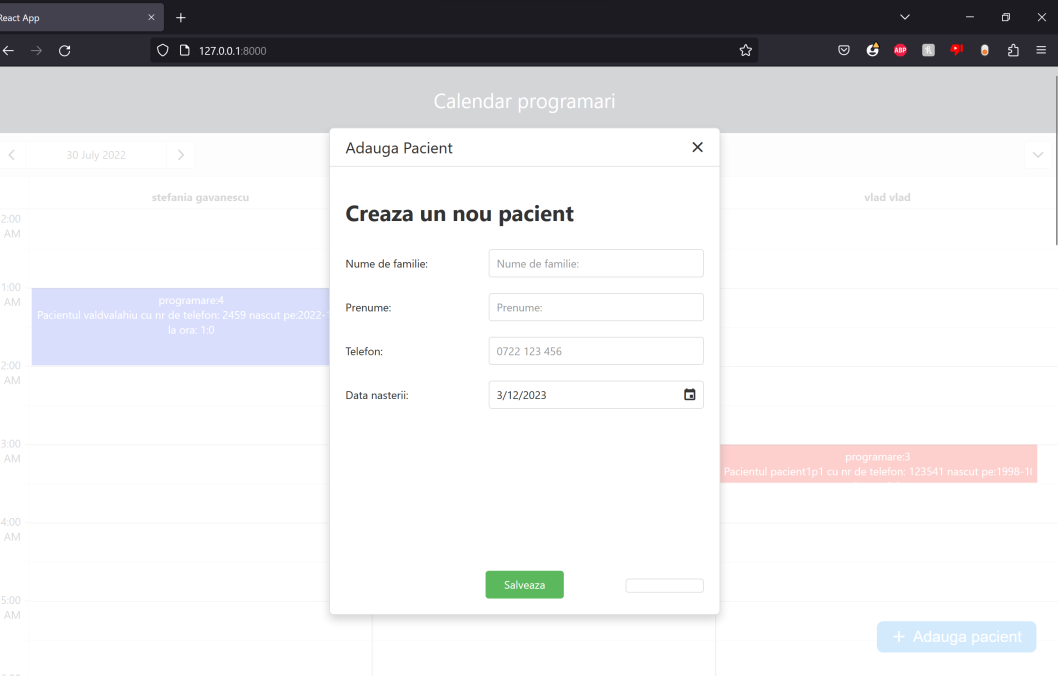 React App
127.0.0.1:8000
ABP
Calendar programari
30 July 2022
stefania gavanescu
vlad vlad
2:00
AM
1:00
AM
programare:4
Pacientul valdvalahiu cu nr de telefon: 2459 nascut pe:2022-
la ora: 1:0
2:00
AM
3:00
AM
programare:3
Pacientul pacient1p1 cu nr de telefon: 123541 nascut pe:1998-1
4:00
AM
5:00
AM
Adauga Pacient
Creaza un nou pacient
Nume de familie:
Nume de familie:
Prenume:
Prenume:
Telefon:
0722 123 456
Data nasterii:
3/12/2023
Salveaza
+ Adauga pacient